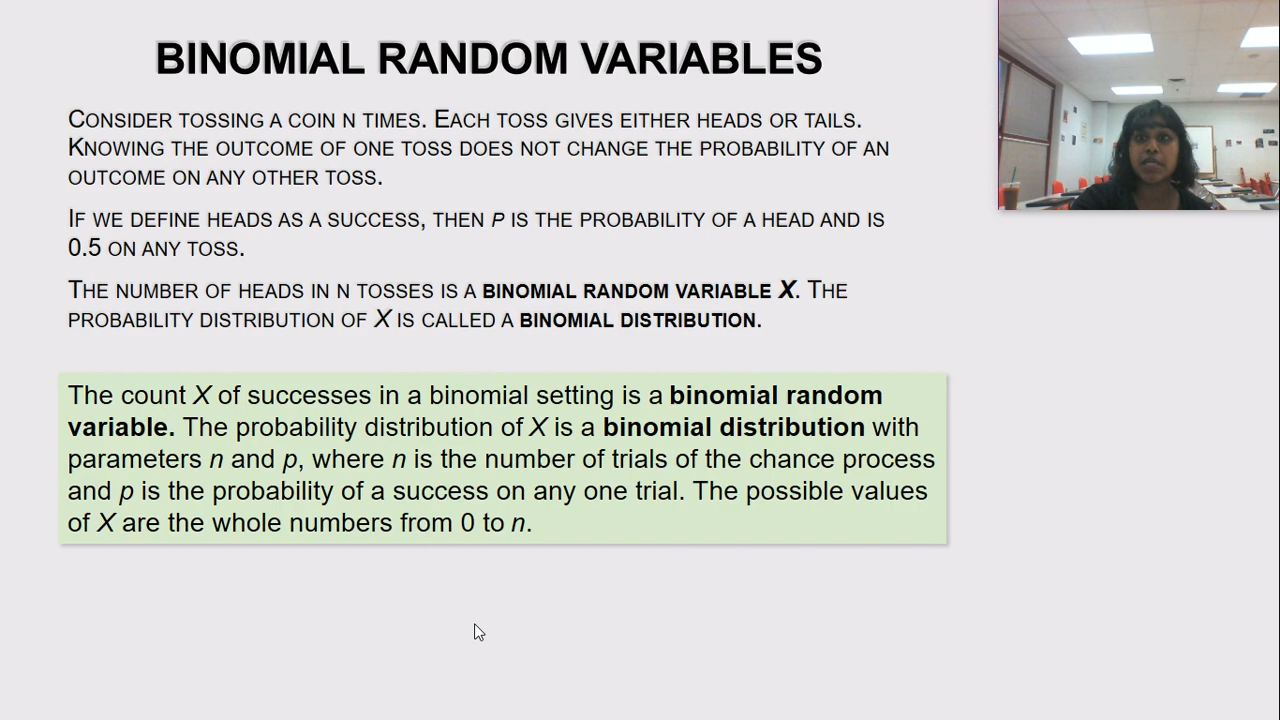 BINOMIAL RANDOM VARIABLES
CONSIDER TOSSING A COIN N TIMES. EACH TOSS GIVES EITHER HEADS OR TAILS.
KNOWING THE OUTCOME OF ONE TOSS DOES NOT CHANGE THE PROBABILITY OF AN
OUTCOME ON ANY OTHER TOSS.
IF WE DEFINE HEADS AS A SUCCESS, THEN P IS THE PROBABILITY OF A HEAD AND IS
0.5 ON ANY TOSS.
THE NUMBER OF HEADS IN N TOSSES IS A BINOMIAL RANDOM VARIABLE X. THE
PROBABILITY DISTRIBUTION OF X IS CALLED A BINOMIAL DISTRIBUTION.
The count X of successes in a binomial setting is a binomial random
variable. The probability distribution of X is a binomial distribution with
parameters n and p, where n is the number of trials of the chance process
and p is the probability of a success on any one trial. The possible values
of X are the whole numbers from 0 to n.